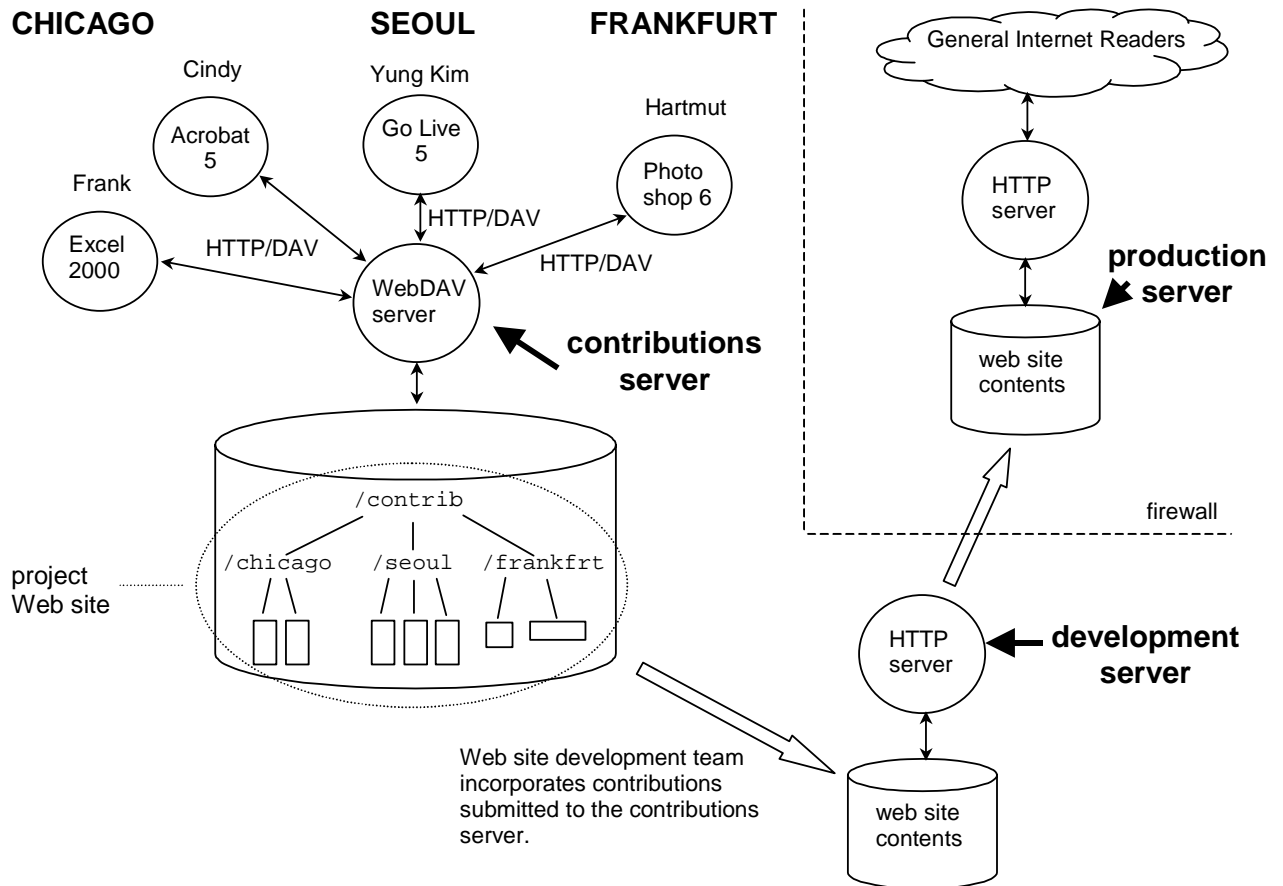 CHICAGO
SEOUL
FRANKFURT
Cindy
Yung Kim
Hartmut
Frank
Acrobat
5
Go Live
5
Photo
shop 6
Excel
2000
HTTP/DAV
HTTP/DAV
HTTP/DAV
WebDAV
server
contributions
server
/contrib
/chicago
/seoul
/frankfrt
project
Web site
Web site development team
incorporates contributions
submitted to the contributions
server.
General Internet Readers
HTTP
server
production
server
web site
contents
firewall
HTTP
server
development
server
web site
contents